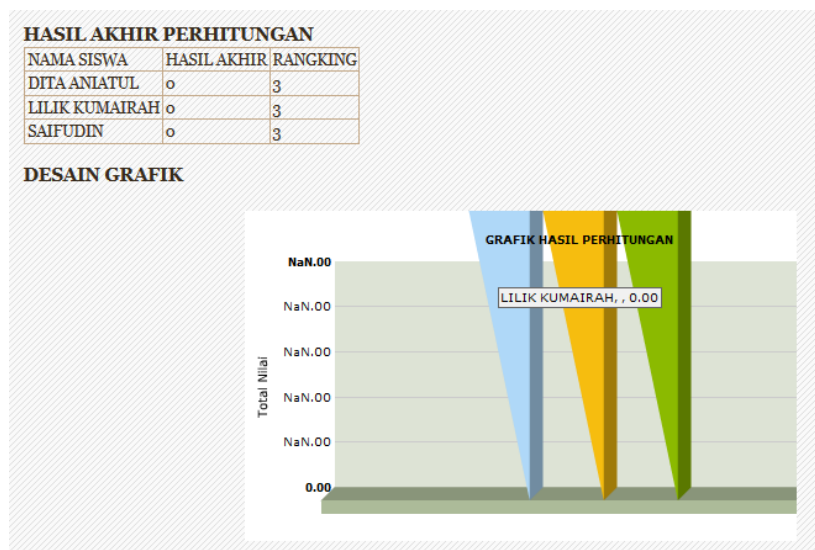 HASIL AKHIR PERHITUNGAN
NAMA SISWA HASIL AKHIR RANGKING
DITA ANIATUL 0 3
LILIK KUMAIRAH 0 3
SAIFUDIN 0 3
DESAIN GRAFIK
GRAFIK HASIL PERHITUNGAN
NaN.00
LILIK KUMAIRAH, , 0.00
NaN.00
NaN.00
NaN.00
NaN.00
0.00
Total Nilai